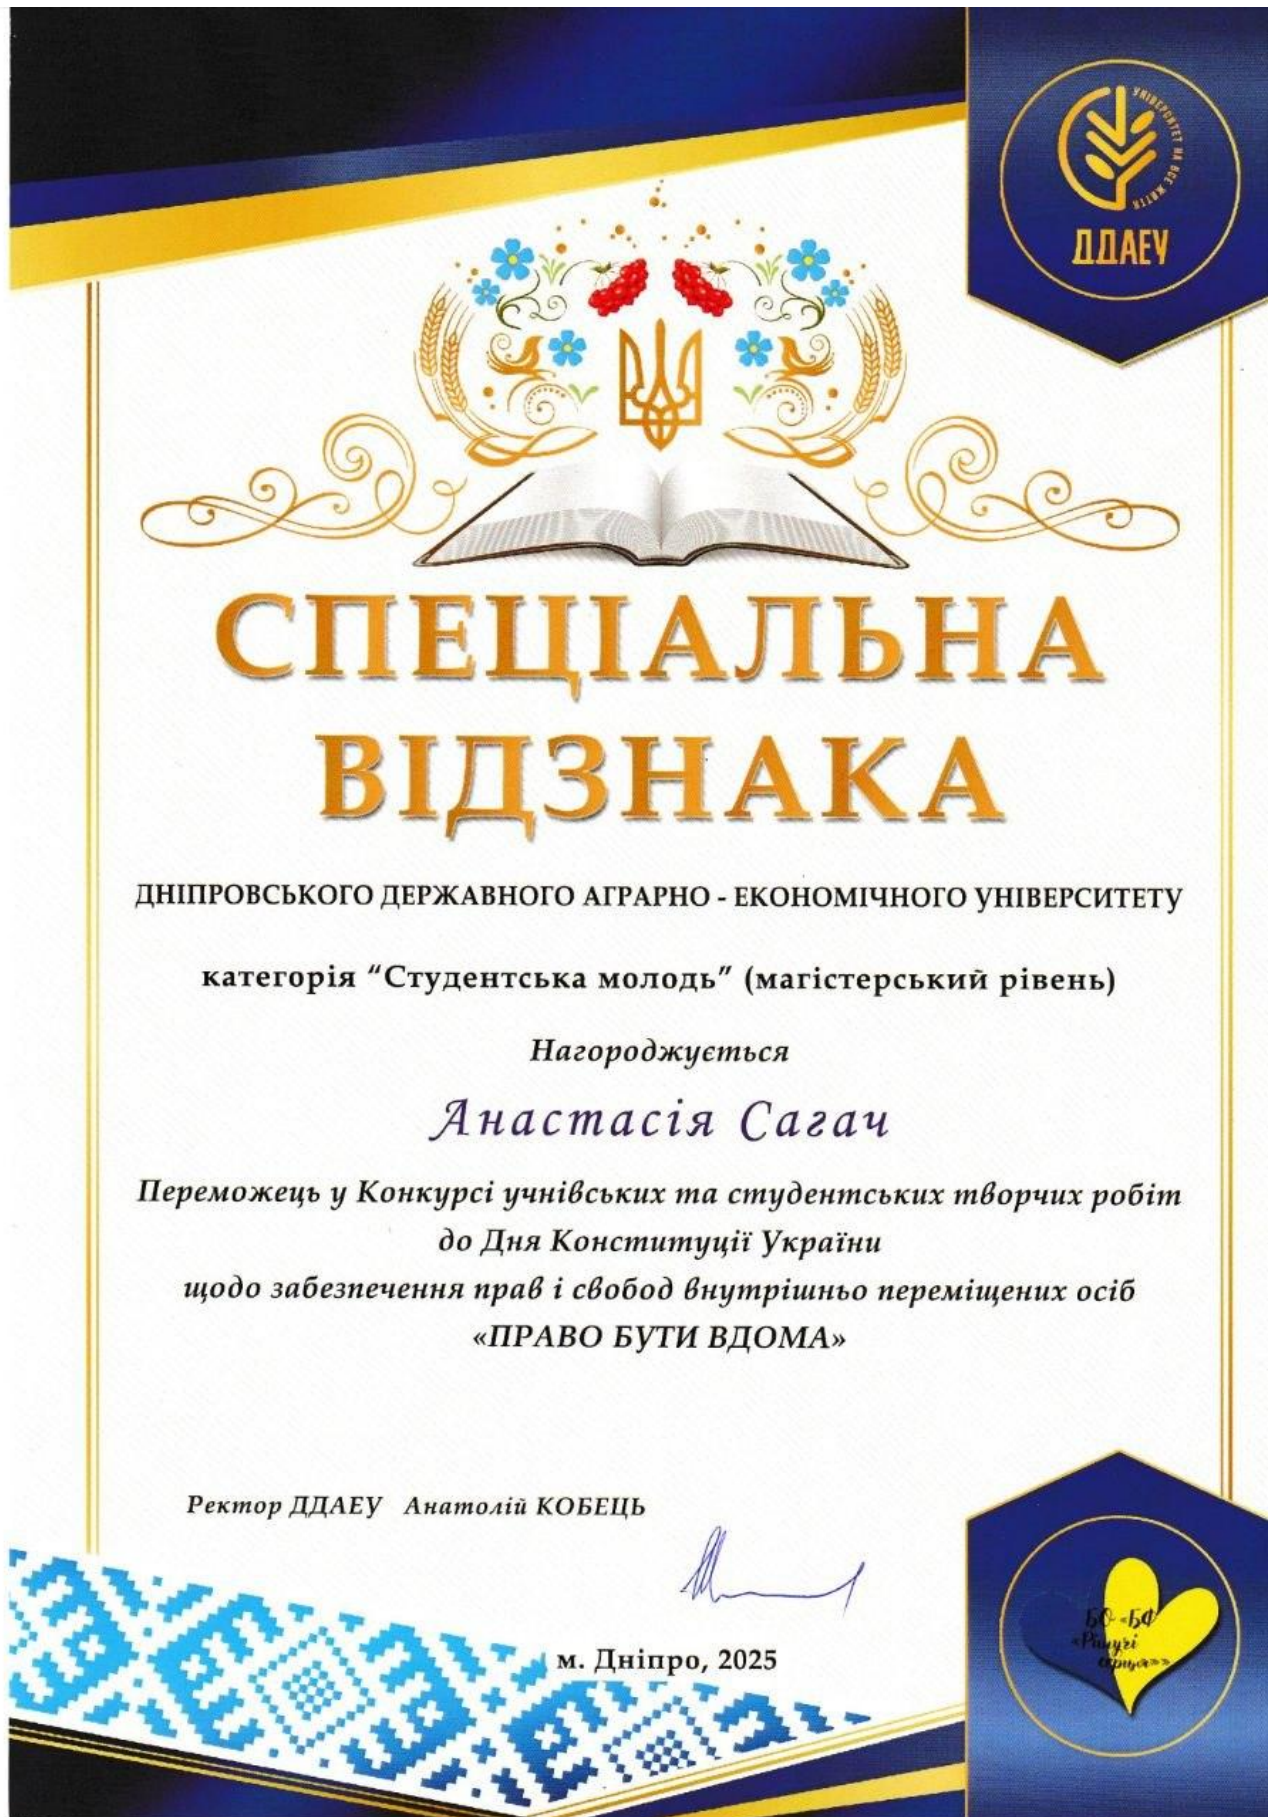 УНІВЕРСИТЕТ НА ВСЕ ЖИТТЯ
ДДАЕУ
СПЕЦІАЛЬНА
ВІДЗНАКА
ДНІПРОВСЬКОГО ДЕРЖАВНОГО АГРАРНО - ЕКОНОМІЧНОГО УНІВЕРСИТЕТУ
категорія “Студентська молодь” (магістерський рівень)
Нагороджується
Анастасія Сагач
Переможець у Конкурсі учнівських та студентських творчих робіт
до Дня Конституції України
щодо забезпечення прав і свобод внутрішньо переміщених осіб
«ПРАВО БУТИ ВДОМА»
Ректор ДДАЕУ Анатолій КОБЕЦЬ
м. Дніпро, 2025
БО «БФ